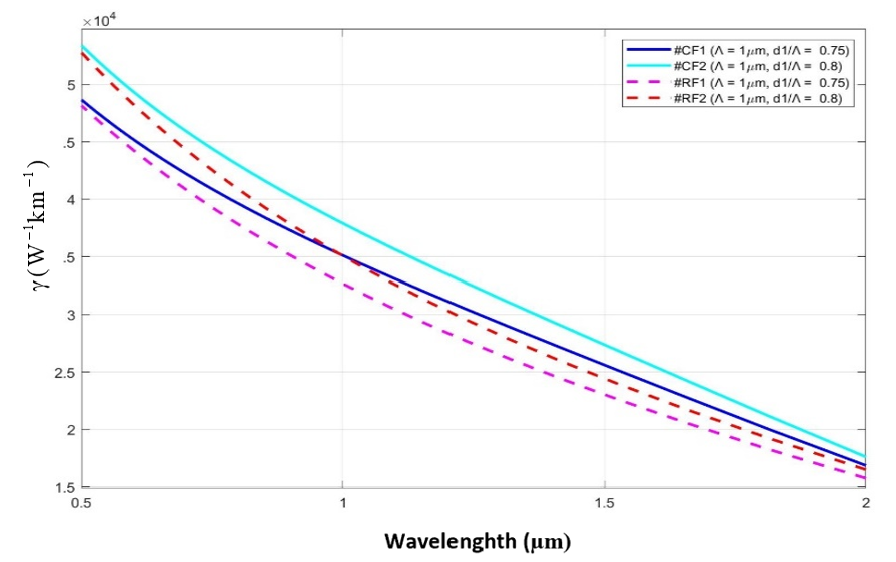 ×10⁴
#CF1 (Λ = 1μm, d1/Λ = 0.75)
#CF2 (Λ = 1μm, d1/Λ = 0.8)
#RF1 (Λ = 1μm, d1/Λ = 0.75)
#RF2 (Λ = 1μm, d1/Λ = 0.8)
5
.5
4
.5
3
2.5
2
1.5
γ(W⁻¹km⁻¹)
0.5 1 1.5 2
Wavelenghth (μm)